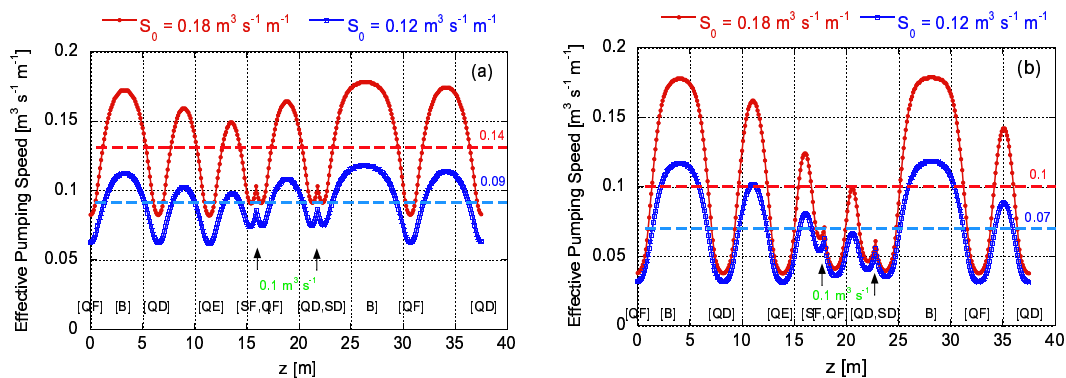 S0 = 0.18 m3 s-1 m-1 S0 = 0.12 m3 s-1 m-1
(a)
Effective Pumping Speed [m3 s-1 m-1]
0.2
0.15
0.1
0.05
0
0.14
0.09
0.1 m3 s-1
[QF] [B] [QD] [QE] [SF,QF] [QD,SD] B] [QF] [QD]
0 5 10 15 20 25 30 35 40
z [m]
S0 = 0.18 m3 s-1 m-1 S0 = 0.12 m3 s-1 m-1
(b)
Effective Pumping Speed [m3 s-1 m-1]
0.2
0.15
0.1
0.05
0
0.1
0.07
0.1 m3 s-1
[QF] [B] [QD] [QE] [SF,QF] [QD,SD] B] [QF] [QD]
0 5 10 15 20 25 30 35 40
z [m]